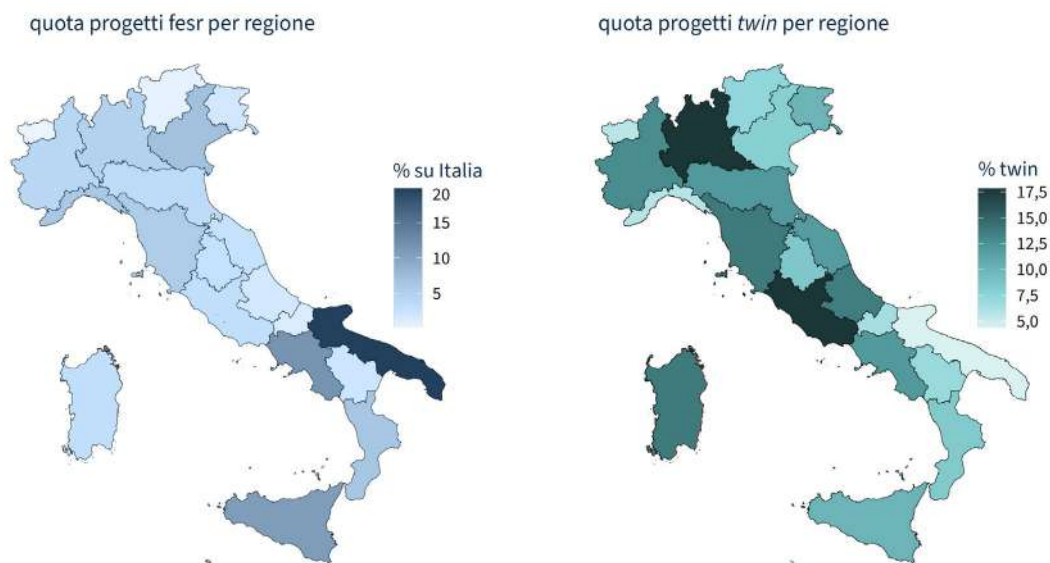 quota progetti fesr per regione
% su Italia
20
15
10
5
quota progetti twin per regione
% twin
17,5
15,0
12,5
10,0
7,5
5,0